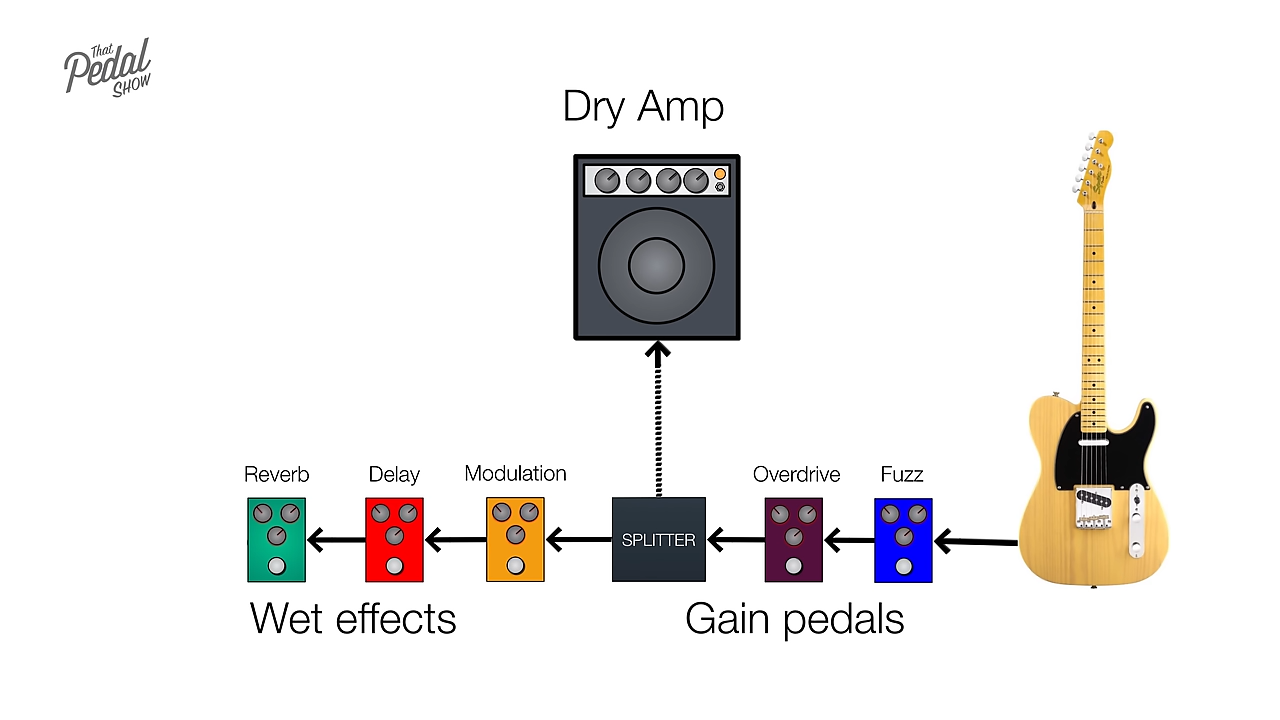 That
Pedal
SHOW
Dry Amp
Reverb
Delay
Modulation
Overdrive
Fuzz
SPLITTER
Wet effects
Gain pedals